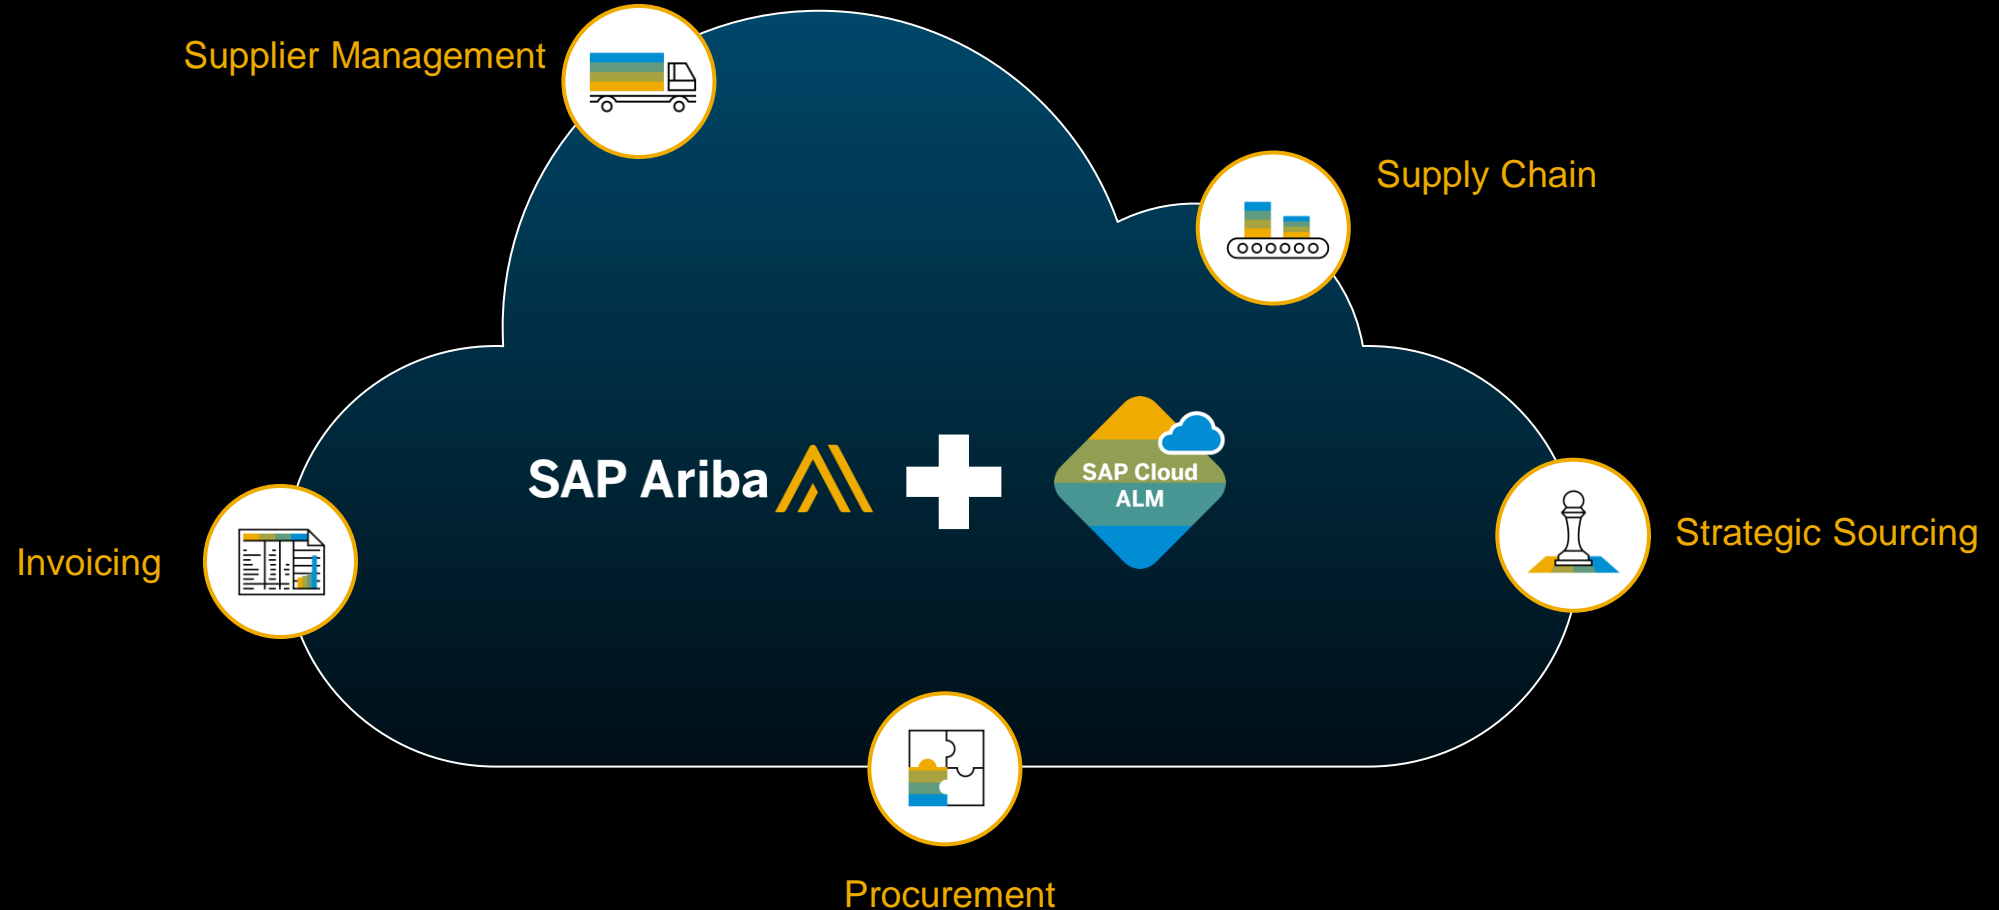 Supplier Management
Supply Chain
SAP Ariba
SAP Cloud
ALM
Strategic Sourcing
Invoicing
Procurement